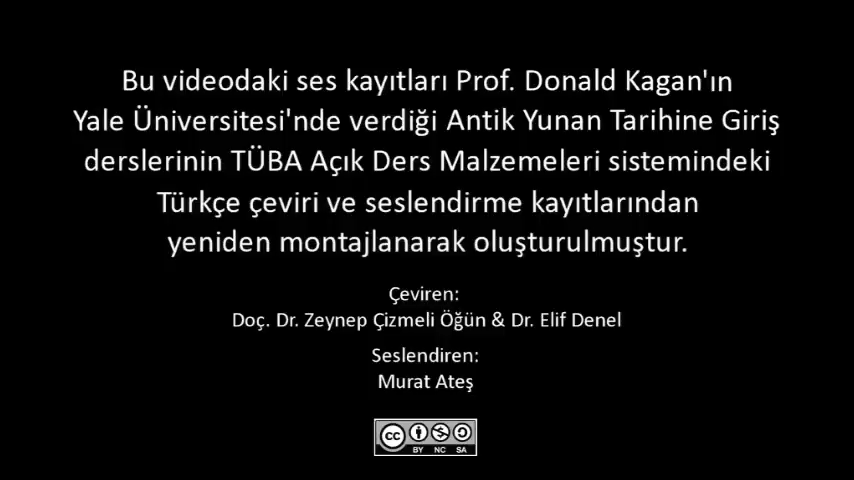 Bu videodaki ses kayıtları Prof. Donald Kagan'ın
Yale Üniversitesi'nde verdiği Antik Yunan Tarihine Giriş
derslerinin TÜBA Açık Ders Malzemeleri sistemindeki
Türkçe çeviri ve seslendirme kayıtlarından
yeniden montajlanarak oluşturulmuştur.
Çeviren:
Doç. Dr. Zeynep Çizmeli Öğün & Dr. Elif Denel
Seslendiren:
Murat Ateş
cc
BY NC SA